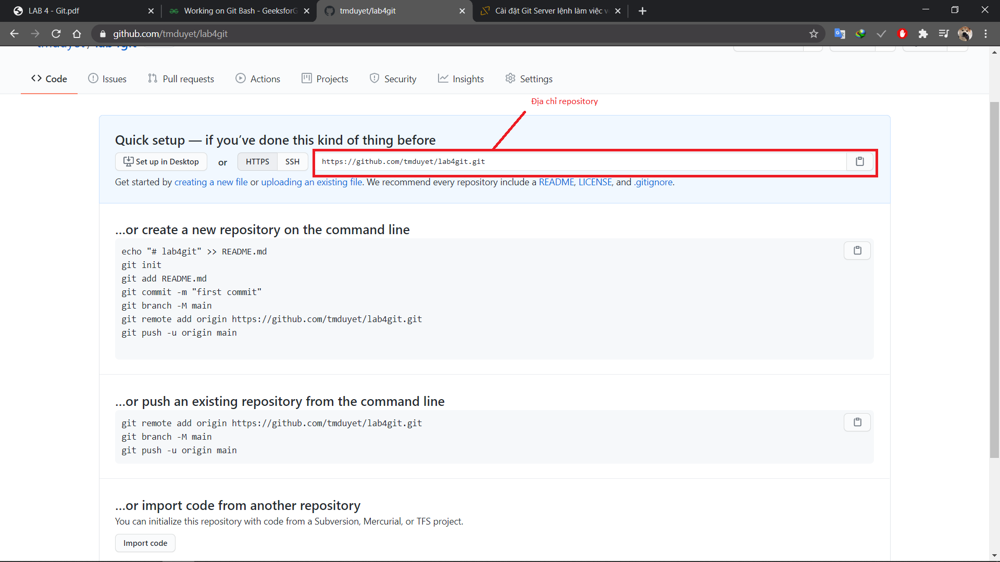 LAB 4 - Git.pdf
Working on Git Bash - GeeksforG
tmduyet/lab4git
Cài đặt Git Server lệnh làm việc v
github.com/tmduyet/lab4git
tmduyet / lab4git
Code
Issues
Pull requests
Actions
Projects
Security
Insights
Settings
Địa chỉ repository
Quick setup — if you’ve done this kind of thing before
Set up in Desktop or HTTPS SSH https://github.com/tmduyet/lab4git.git
Get started by creating a new file or uploading an existing file. We recommend every repository include a README, LICENSE, and .gitignore.
…or create a new repository on the command line
echo "# lab4git" >> README.md
git init
git add README.md
git commit -m "first commit"
git branch -M main
git remote add origin https://github.com/tmduyet/lab4git.git
git push -u origin main
…or push an existing repository from the command line
git remote add origin https://github.com/tmduyet/lab4git.git
git branch -M main
git push -u origin main
…or import code from another repository
You can initialize this repository with code from a Subversion, Mercurial, or TFS project.
Import code